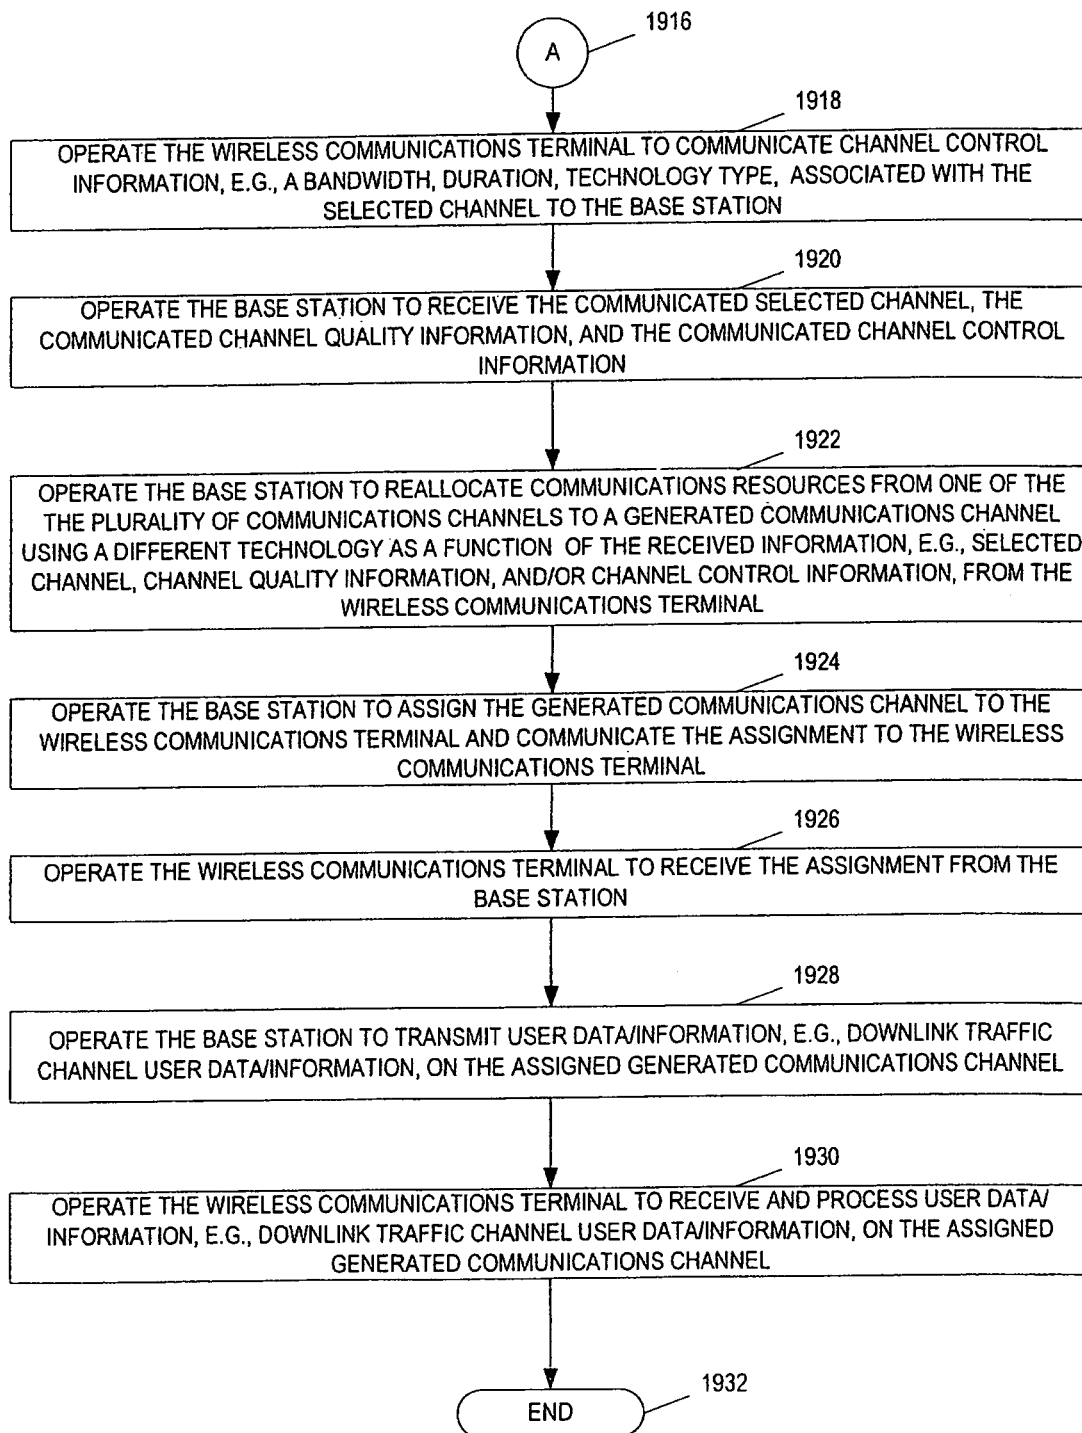 1916
A
1918
OPERATE THE WIRELESS COMMUNICATIONS TERMINAL TO COMMUNICATE CHANNEL CONTROL
INFORMATION, E.G., A BANDWIDTH, DURATION, TECHNOLOGY TYPE, ASSOCIATED WITH THE
SELECTED CHANNEL TO THE BASE STATION
1920
OPERATE THE BASE STATION TO RECEIVE THE COMMUNICATED SELECTED CHANNEL, THE
COMMUNICATED CHANNEL QUALITY INFORMATION, AND THE COMMUNICATED CHANNEL CONTROL
INFORMATION
1922
OPERATE THE BASE STATION TO REALLOCATE COMMUNICATIONS RESOURCES FROM ONE OF THE
THE PLURALITY OF COMMUNICATIONS CHANNELS TO A GENERATED COMMUNICATIONS CHANNEL
USING A DIFFERENT TECHNOLOGY AS A FUNCTION OF THE RECEIVED INFORMATION, E.G., SELECTED
CHANNEL, CHANNEL QUALITY INFORMATION, AND/OR CHANNEL CONTROL INFORMATION, FROM THE
WIRELESS COMMUNICATIONS TERMINAL
1924
OPERATE THE BASE STATION TO ASSIGN THE GENERATED COMMUNICATIONS CHANNEL TO THE
WIRELESS COMMUNICATIONS TERMINAL AND COMMUNICATE THE ASSIGNMENT TO THE WIRELESS
COMMUNICATIONS TERMINAL
1926
OPERATE THE WIRELESS COMMUNICATIONS TERMINAL TO RECEIVE THE ASSIGNMENT FROM THE
BASE STATION
1928
OPERATE THE BASE STATION TO TRANSMIT USER DATA/INFORMATION, E.G., DOWNLINK TRAFFIC
CHANNEL USER DATA/INFORMATION, ON THE ASSIGNED GENERATED COMMUNICATIONS CHANNEL
1930
OPERATE THE WIRELESS COMMUNICATIONS TERMINAL TO RECEIVE AND PROCESS USER DATA/
INFORMATION, E.G., DOWNLINK TRAFFIC CHANNEL USER DATA/INFORMATION, ON THE ASSIGNED
GENERATED COMMUNICATIONS CHANNEL
1932
END